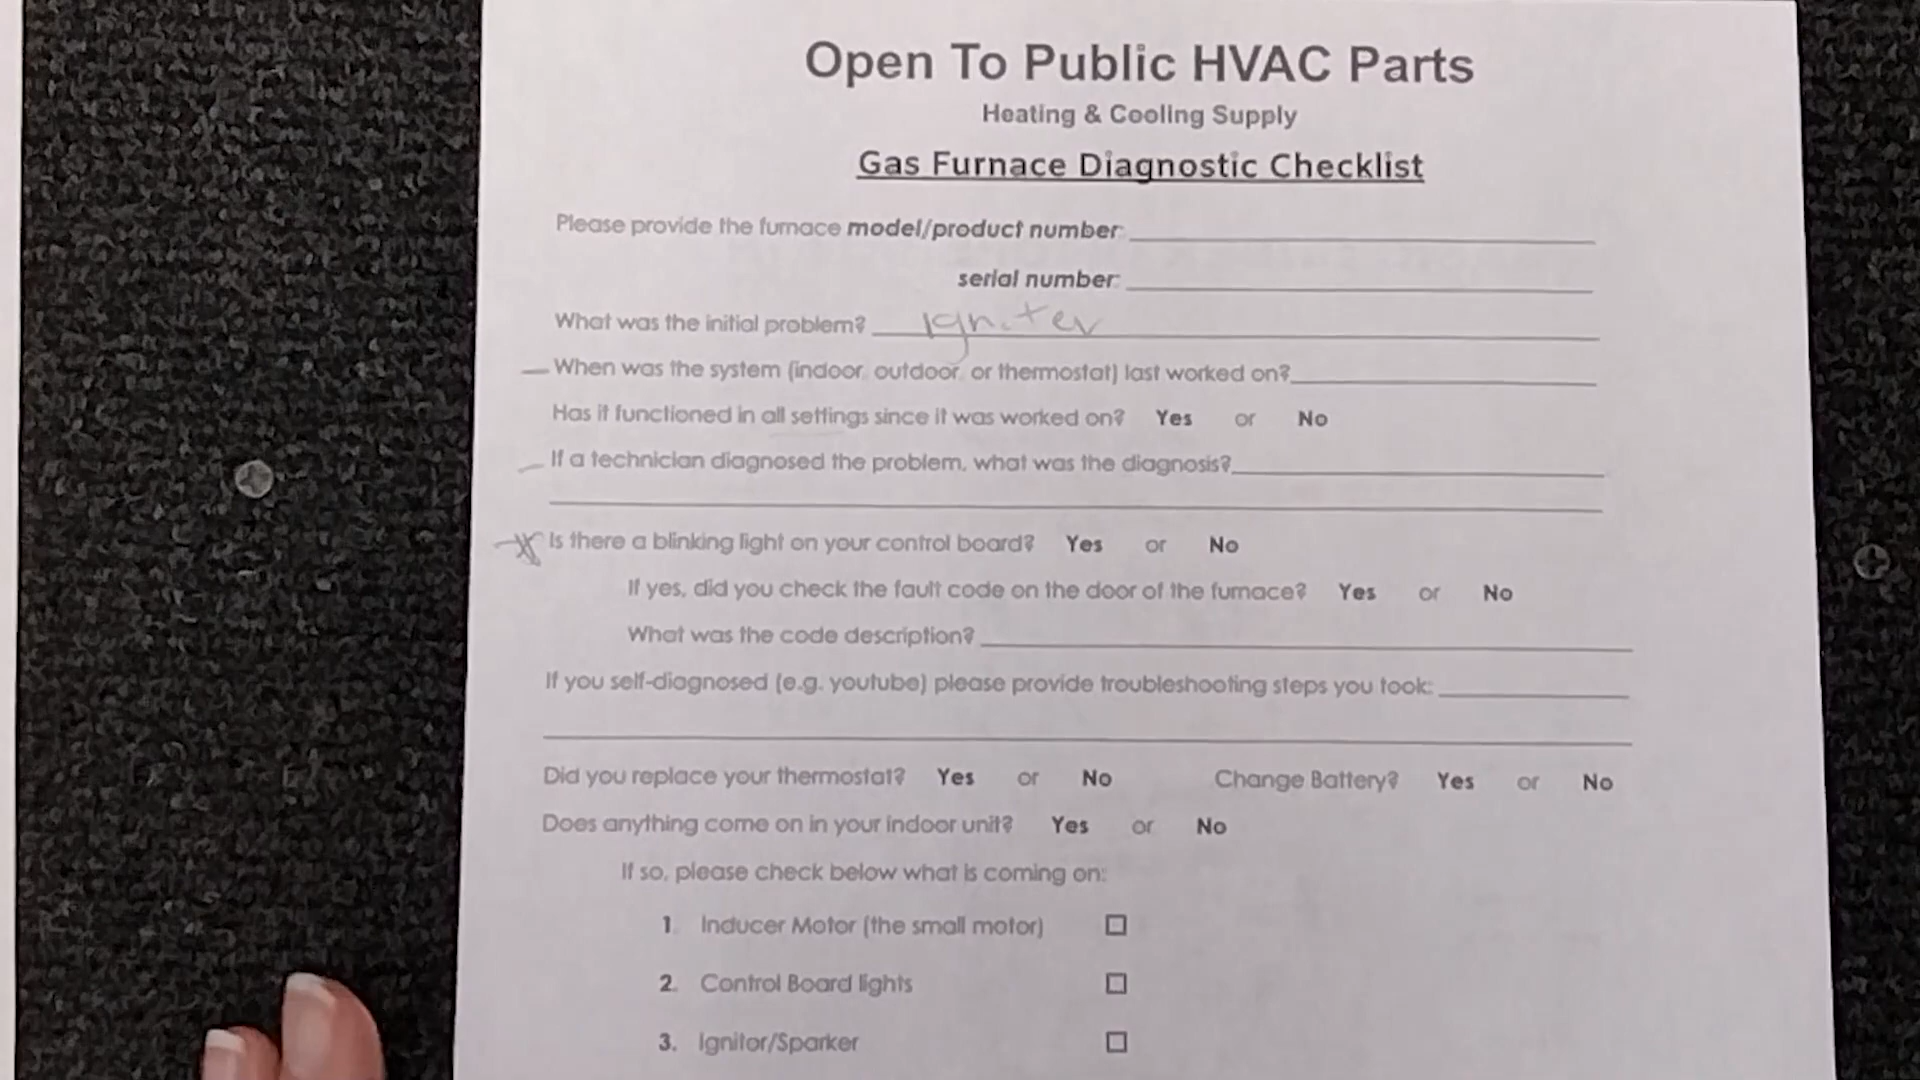 Open To Public HVAC Parts
Heating & Cooling Supply
Gas Furnace Diagnostic Checklist
Please provide the furnace model/product number:
serial number:
What was the initial problem? Igniter
When was the system (indoor, outdoor, or thermostat) last worked on?
Has it functioned in all settings since it was worked on? Yes or No
If a technician diagnosed the problem, what was the diagnosis?
Is there a blinking light on your control board? Yes or No
If yes, did you check the fault code on the door of the furnace? Yes or No
What was the code description?
If you self-diagnosed (e.g. youtube) please provide troubleshooting steps you took:
Did you replace your thermostat? Yes or No Change Battery? Yes or No
Does anything come on in your indoor unit? Yes or No
If so, please check below what is coming on:
1. Inducer Motor (the small motor) ☐
2. Control Board lights ☐
3. Ignitor/Sparker ☐